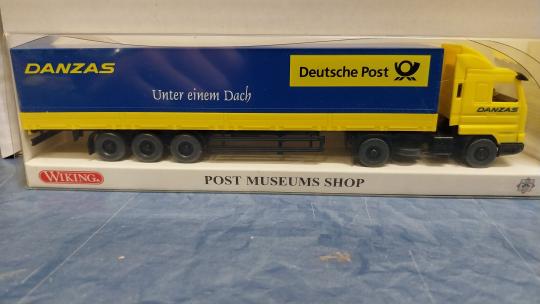 DANZAS
Deutsche Post
Unter einem Dach
DANZAS
WIKING
POST MUSEUMS SHOP